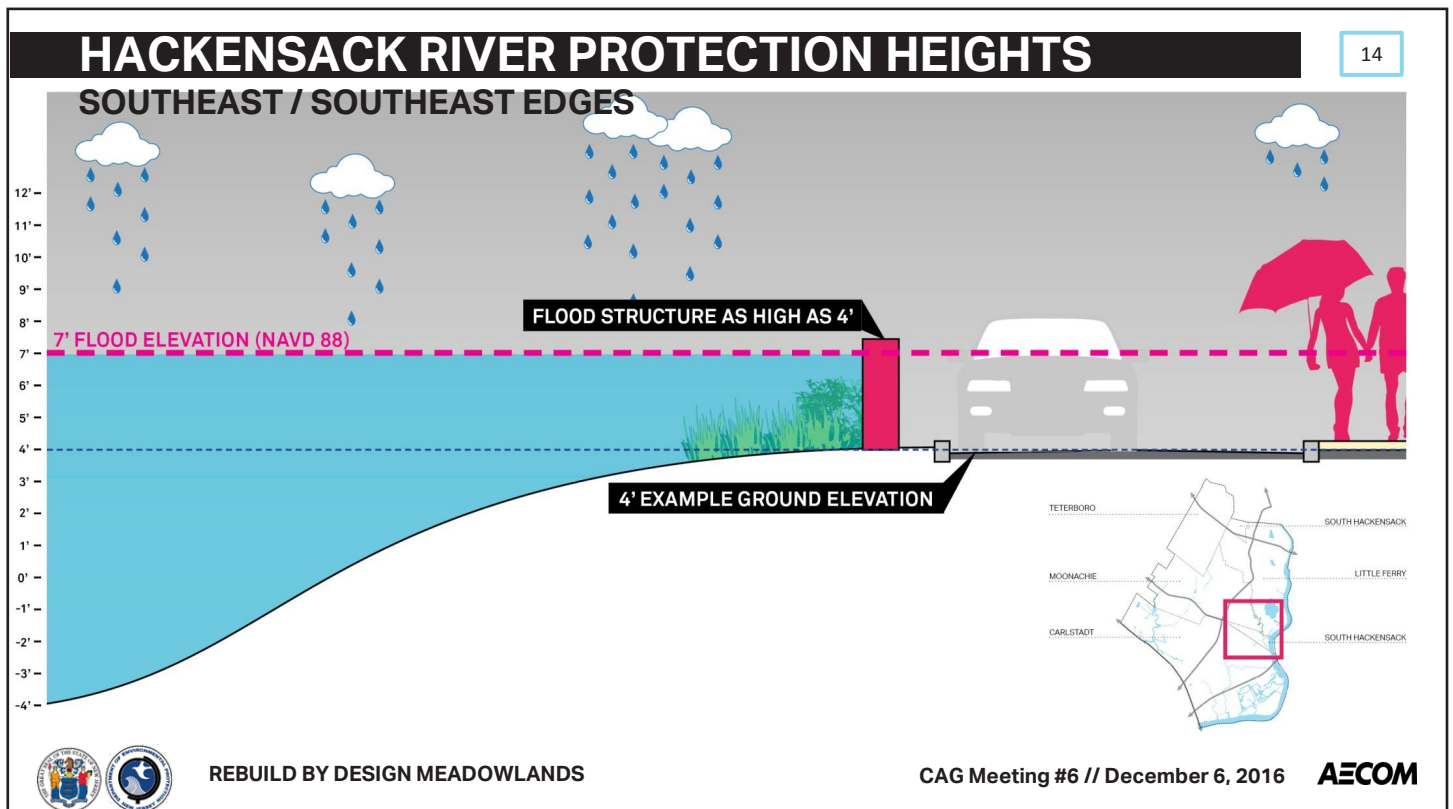 HACKENSACK RIVER PROTECTION HEIGHTS
14
SOUTHEAST / SOUTHEAST EDGES
12'
11'
10'
9'
8'
7'
6'
5'
4'
3'
2'
1'
0'
-1'
-2'
-3'
-4'
7' FLOOD ELEVATION (NAVD 88)
FLOOD STRUCTURE AS HIGH AS 4'
4' EXAMPLE GROUND ELEVATION
TETERBORO
SOUTH HACKENSACK
MOONACHIE
LITTLE FERRY
CARLSTADT
SOUTH HACKENSACK
REBUILD BY DESIGN MEADOWLANDS
CAG Meeting #6 // December 6, 2016
AECOM